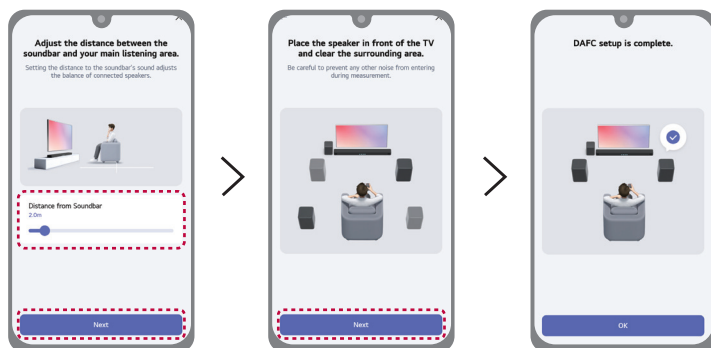 Adjust the distance between the
soundbar and your main listening area.
Setting the distance to the soundbar's sound adjusts
the balance of connected speakers.
Distance from Soundbar
2.0m
Next
Place the speaker in front of the TV
and clear the surrounding area.
Be careful to prevent any other noise from entering
during measurement.
Next
DAFC setup is complete.
OK